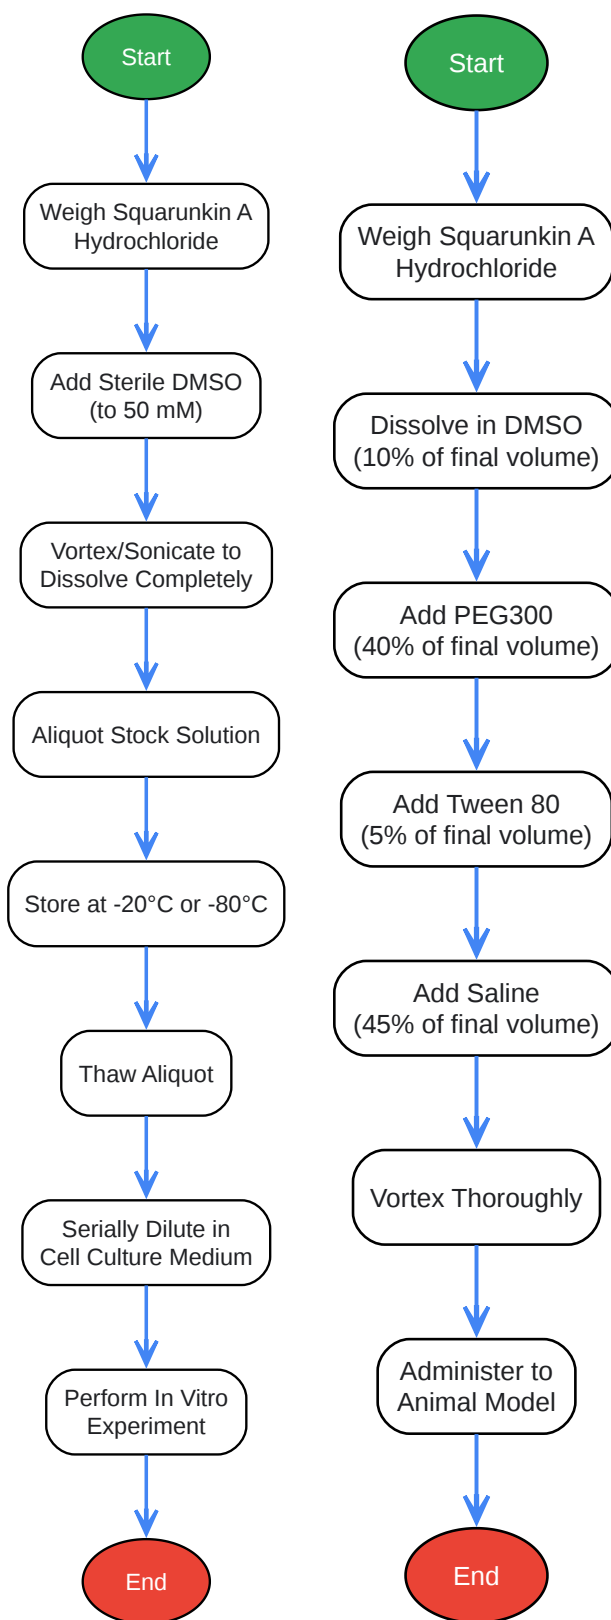 Start
Weigh Squarunkin A
Hydrochloride
Add Sterile DMSO
(to 50 mM)
Vortex/Sonicate to
Dissolve Completely
Aliquot Stock Solution
Store at -20°C or -80°C
Thaw Aliquot
Serially Dilute in
Cell Culture Medium
Perform In Vitro
Experiment
End
Start
Weigh Squarunkin A
Hydrochloride
Dissolve in DMSO
(10% of final volume)
Add PEG300
(40% of final volume)
Add Tween 80
(5% of final volume)
Add Saline
(45% of final volume)
Vortex Thoroughly
Administer to
Animal Model
End